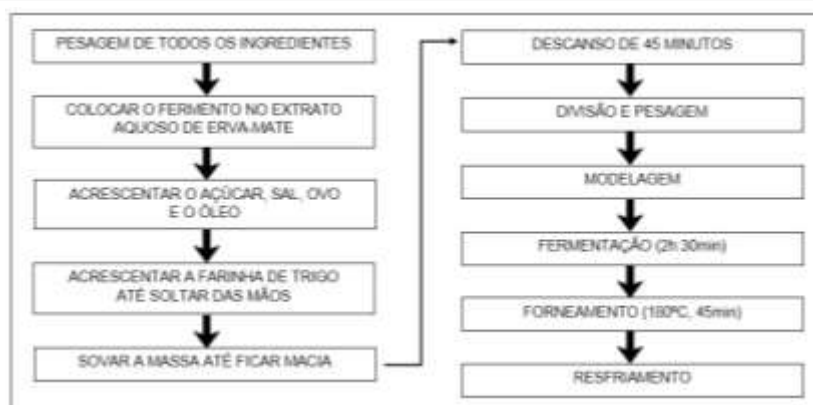 PESAGEM DE TODOS OS INGREDIENTES
COLOCAR O FERMENTO NO EXTRATO
AQUOSO DE ERVA-MATE
ACRESCENTAR O AÇÚCAR, SAL, OVO
E O ÓLEO
ACRESCENTAR A FARINHA DE TRIGO
ATÉ SOLTAR DAS MÃOS
SOVAR A MASSA ATÉ FICAR MACIA
DESCANSO DE 45 MINUTOS
DIVISÃO E PESAGEM
MODELAGEM
FERMENTAÇÃO (2h 30min)
FORNEAMENTO (180ºC, 45min)
RESFRIAMENTO